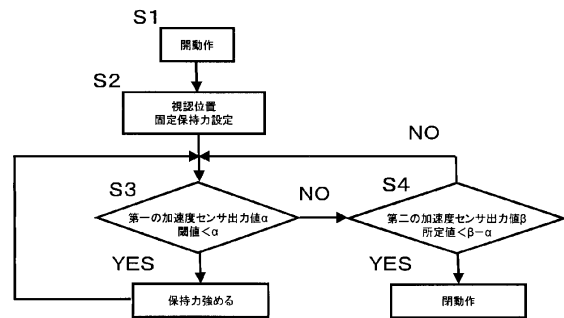 S1
開動作
S2
視認位置
固定保持力設定
NO
S3
第一の加速度センサ出力値α
閾値<α
NO
S4
第二の加速度センサ出力値β
所定値<β-α
YES
保持力強める
YES
閉動作